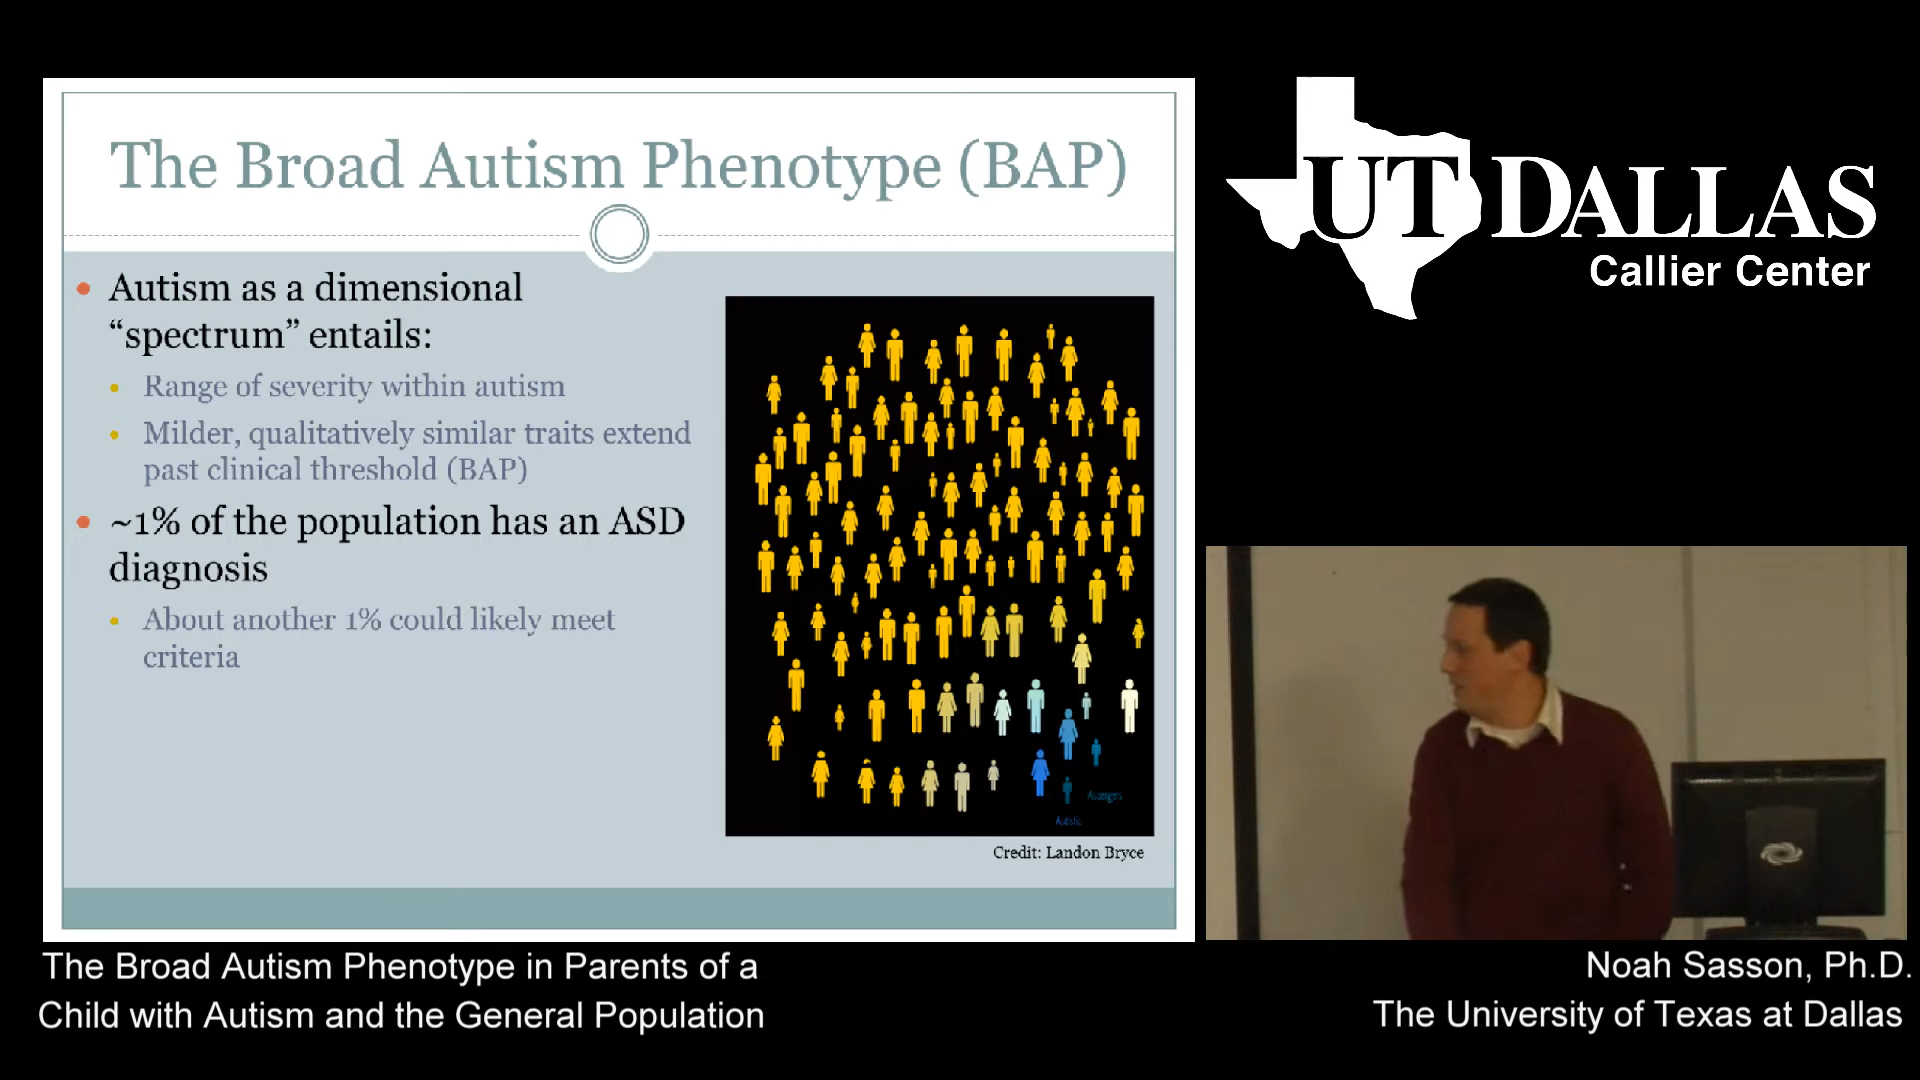 The Broad Autism Phenotype (BAP)
• Autism as a dimensional
“spectrum” entails:
• Range of severity within autism
• Milder, qualitatively similar traits extend
past clinical threshold (BAP)
• ~1% of the population has an ASD
diagnosis
• About another 1% could likely meet
criteria
Asperger's
Autistic
Credit: Landon Bryce
UT DALLAS
Callier Center
The Broad Autism Phenotype in Parents of a
Child with Autism and the General Population
Noah Sasson, Ph.D.
The University of Texas at Dallas